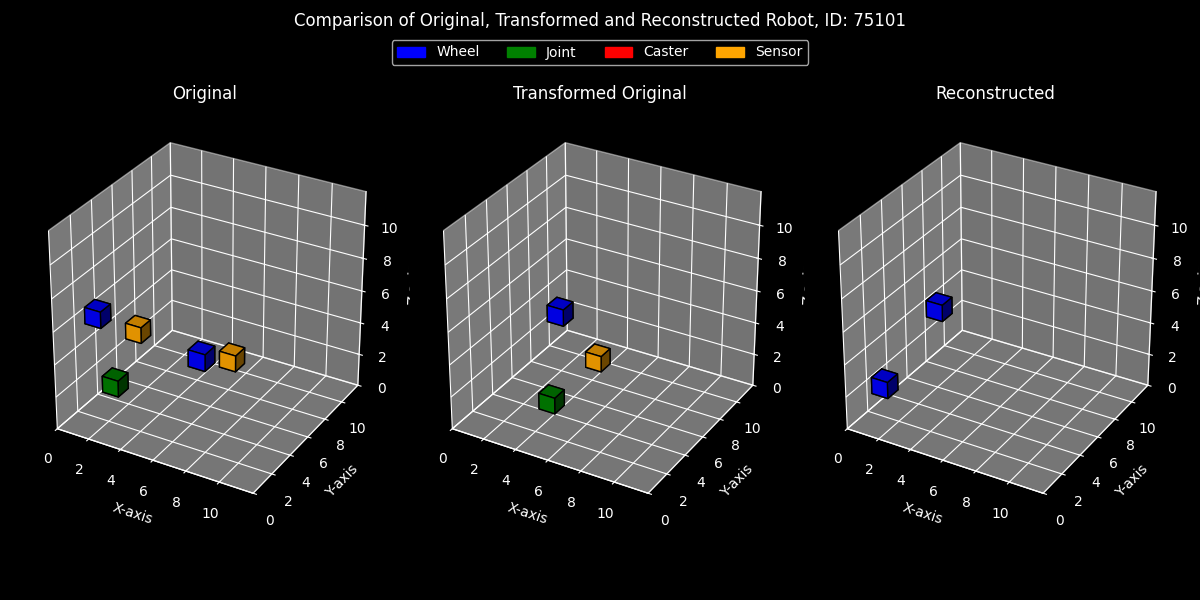 Comparison of Original, Transformed and Reconstructed Robot, ID: 75101
Wheel Joint Caster Sensor
Original Transformed Original Reconstructed
10 10 10
8 8 8
6 6 6
4 4 4
2 2 2
0 0 0
0 2 4 6 8 10 0 2 4 6 8 10 0 2 4 6 8 10
0 2 4 6 8 10 0 2 4 6 8 10 0 2 4 6 8 10
X-axis Y-axis X-axis Y-axis X-axis Y-axis